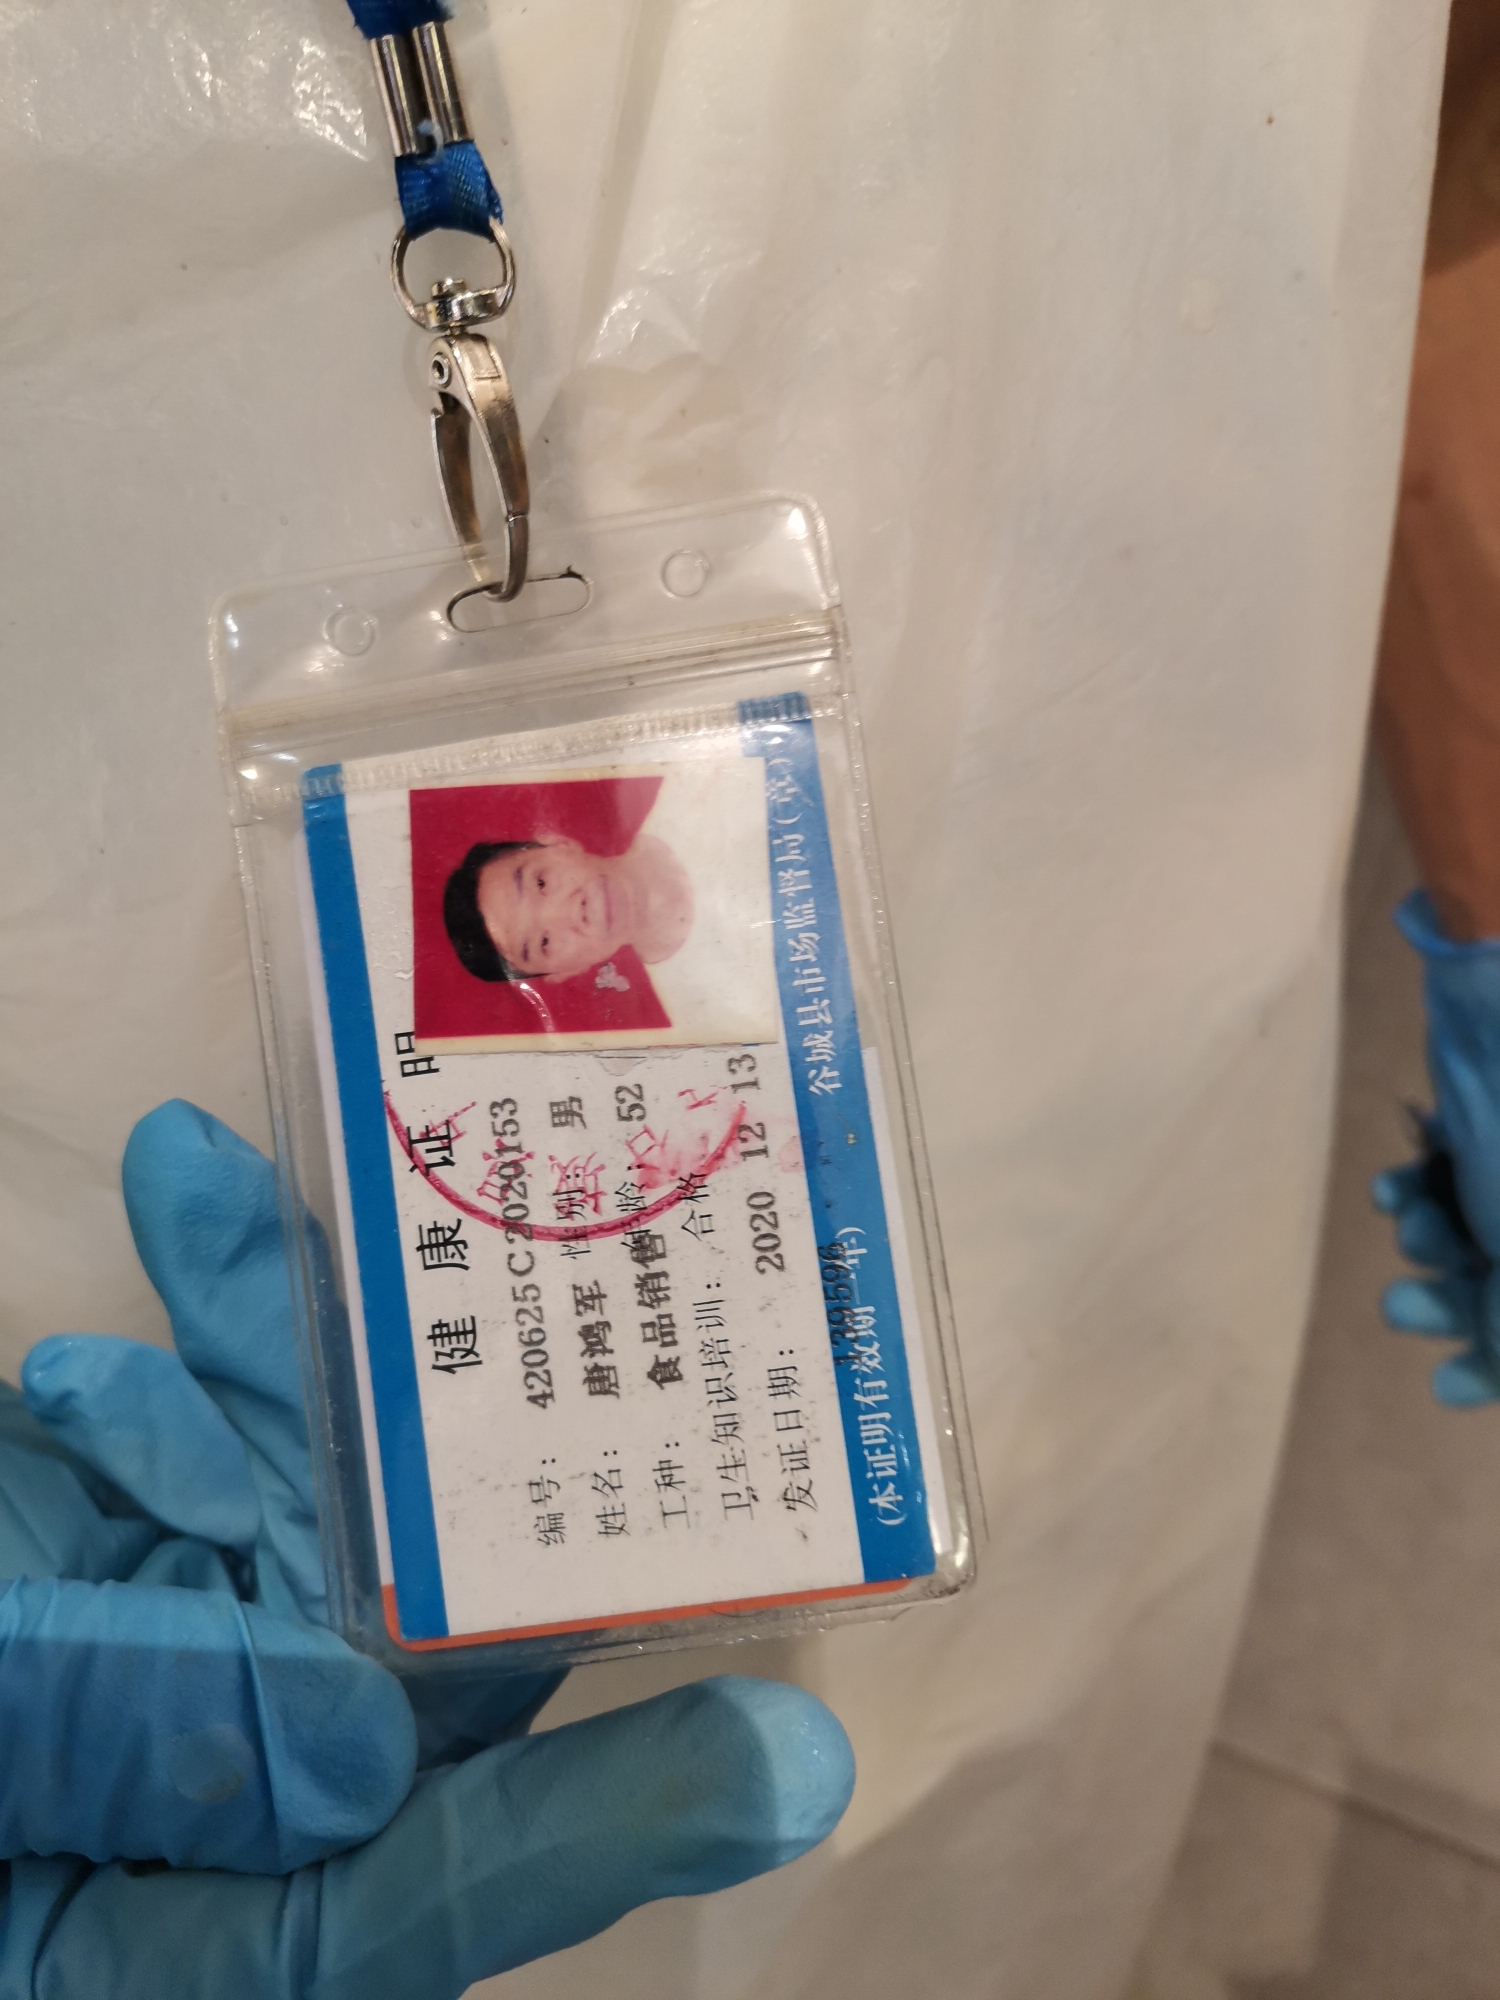 健康证明
编号：420625C2020153
姓名：唐鸿军 性别：男
工种：食品销售 年龄：52
卫生知识培训：合格
发证日期：2020 12 13
谷城县市场监督局（章）
（本证明有效期一年）